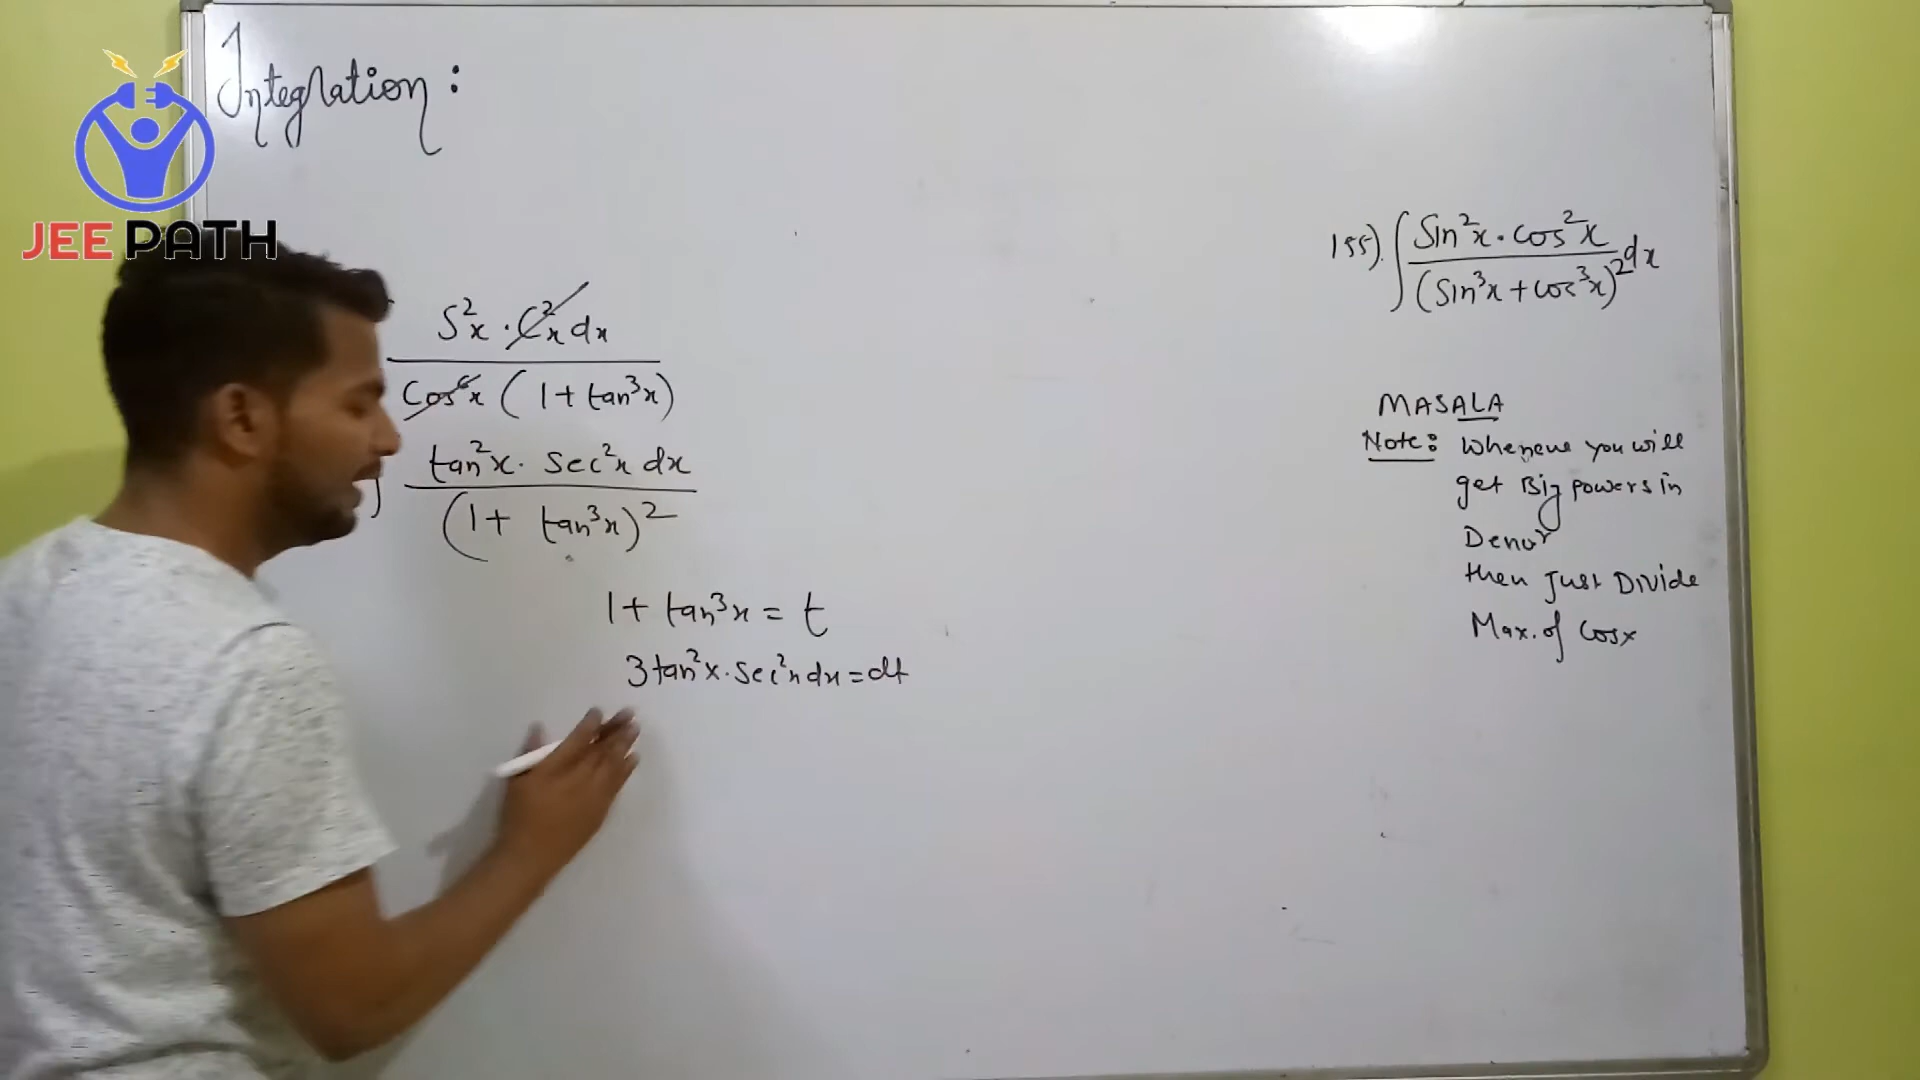 Integration:
JEE PATH
S²x · C²x dx
Cos⁶x (1 + tan³x)
∫ tan²x · Sec²x dx
(1 + tan³x)²
1 + tan³x = t
3tan²x · Sec²x dx = dt
155). ∫ Sin²x · cos²x dx
(Sin³x + cos³x)²
MASALA
Note: Whenever you will
get Big powers in
Denor
then Just Divide
Max. of Cosx